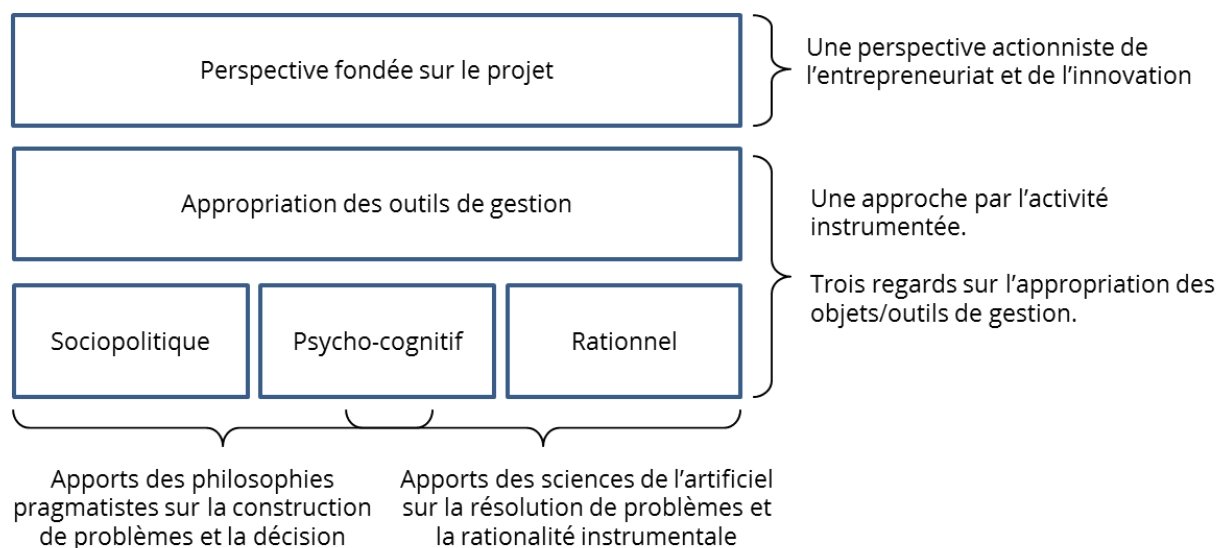 Perspective fondée sur le projet
Une perspective actionniste de
l’entrepreneuriat et de l’innovation
Appropriation des outils de gestion
Une approche par l’activité
instrumentée.
Trois regards sur l’appropriation des
objets/outils de gestion.
Sociopolitique
Psycho-cognitif
Rationnel
Apports des philosophies
pragmatistes sur la construction
de problèmes et la décision
Apports des sciences de l’artificiel
sur la résolution de problèmes et
la rationalité instrumentale